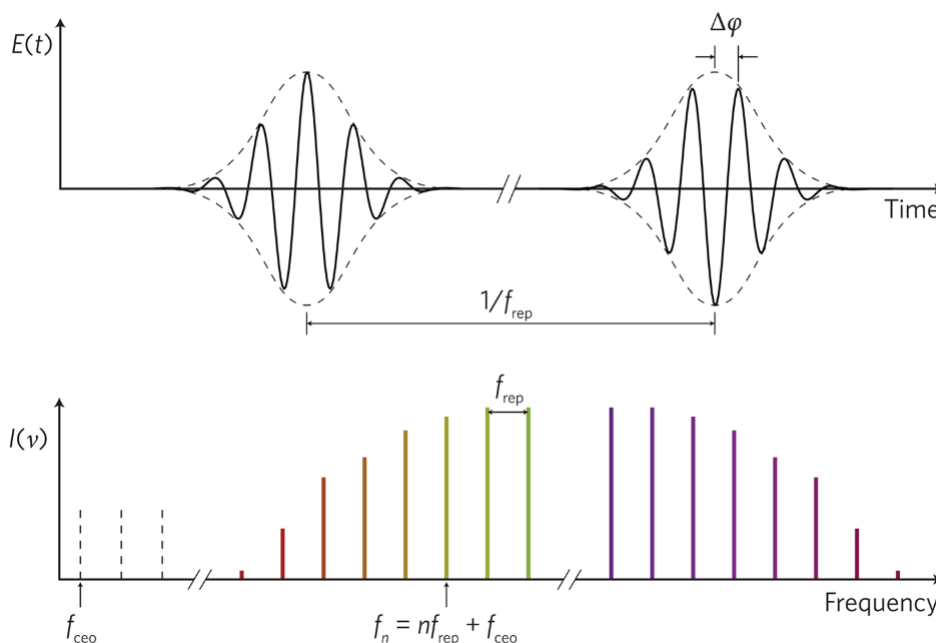 E(t)
Δφ
Time
1/f_rep
f_rep
I(ν)
Frequency
f_ceo
f_n = nf_rep + f_ceo